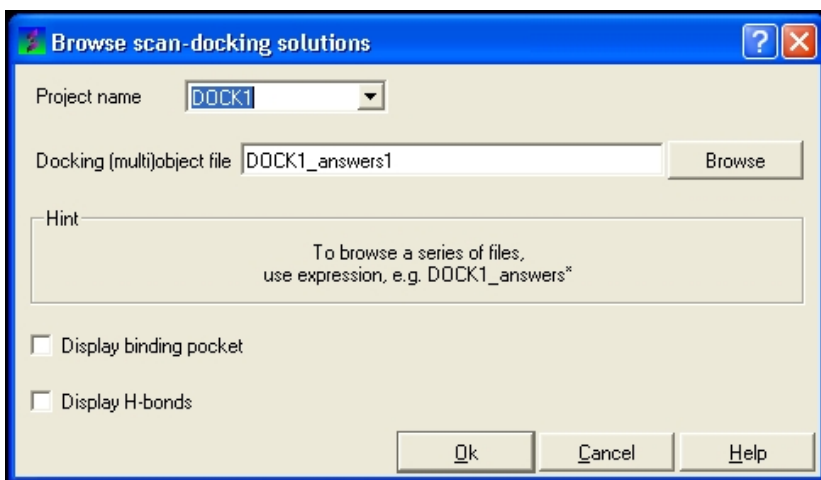 Browse scan-docking solutions
Project name DOCK1
Docking (multi)object file DOCK1_answers1 Browse
Hint
To browse a series of files,
use expression, e.g. DOCK1_answers*
Display binding pocket
Display H-bonds
Ok Cancel Help